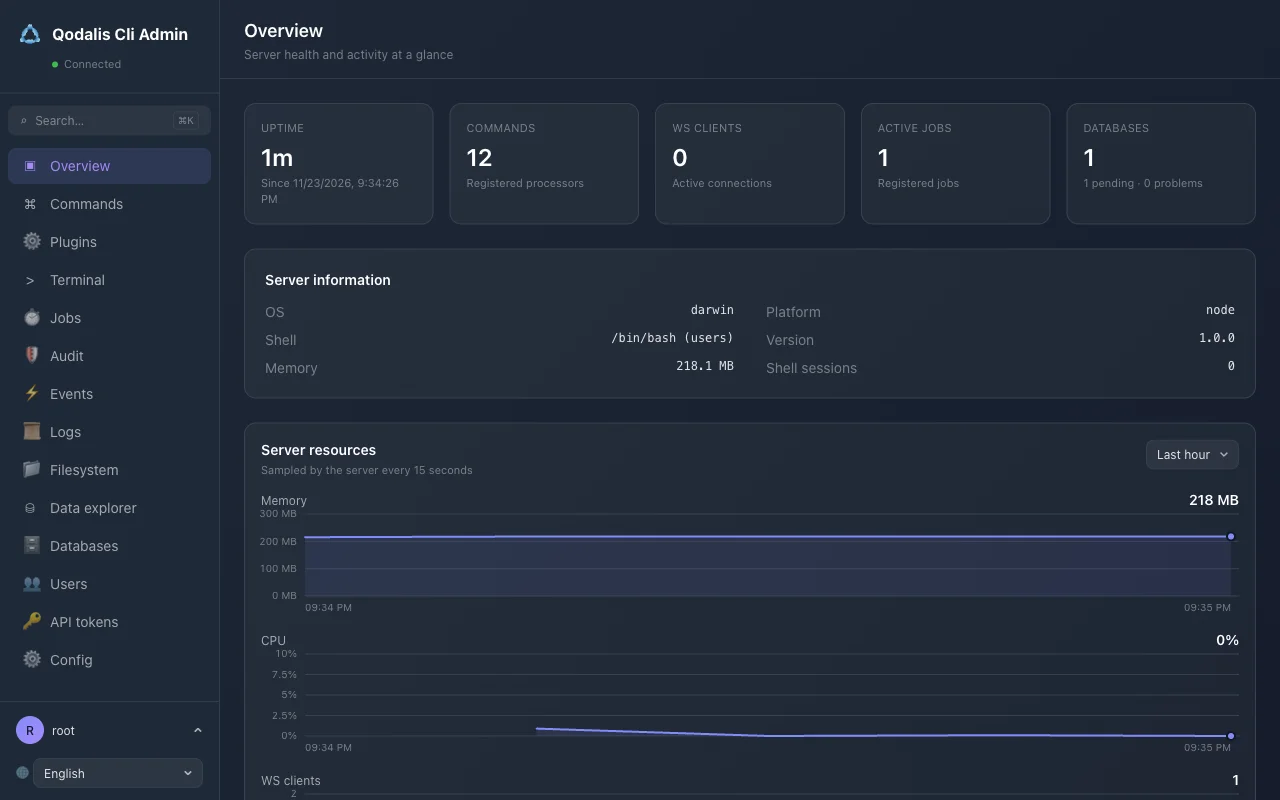 Qodalis Cli Admin
Connected
Search...
⌘K
Overview
Commands
Plugins
Terminal
Jobs
Audit
Events
Logs
Filesystem
Data explorer
Databases
Users
API tokens
Config
R
root
English
Overview
Server health and activity at a glance
UPTIME
1m
Since 11/23/2026, 9:34:26
PM
COMMANDS
12
Registered processors
WS CLIENTS
0
Active connections
ACTIVE JOBS
1
Registered jobs
DATABASES
1
1 pending · 0 problems
Server information
OS darwin
Platform node
Shell /bin/bash (users)
Version 1.0.0
Memory 218.1 MB
Shell sessions 0
Server resources
Sampled by the server every 15 seconds
Last hour
Memory 218 MB
300 MB
200 MB
100 MB
0 MB
09:34 PM 09:35 PM
CPU 0%
10%
7.5%
5%
2.5%
0%
09:34 PM 09:35 PM
WS clients 1
2